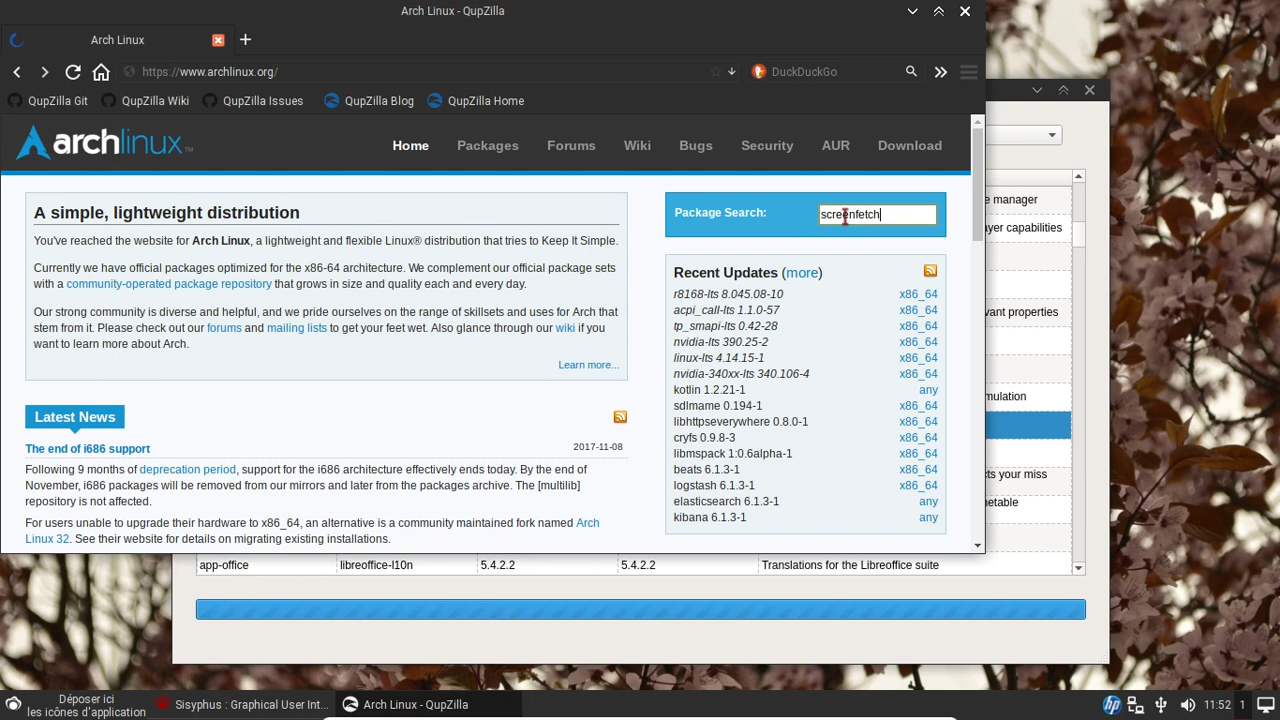 Arch Linux - QupZilla
Arch Linux
https://www.archlinux.org/
DuckDuckGo
QupZilla Git
QupZilla Wiki
QupZilla Issues
QupZilla Blog
QupZilla Home
archlinux™
Home
Packages
Forums
Wiki
Bugs
Security
AUR
Download
A simple, lightweight distribution
You've reached the website for Arch Linux, a lightweight and flexible Linux® distribution that tries to Keep It Simple.
Currently we have official packages optimized for the x86-64 architecture. We complement our official package sets
with a community-operated package repository that grows in size and quality each and every day.
Our strong community is diverse and helpful, and we pride ourselves on the range of skillsets and uses for Arch that
stem from it. Please check out our forums and mailing lists to get your feet wet. Also glance through our wiki if you
want to learn more about Arch.
Learn more...
Latest News
The end of i686 support
2017-11-08
Following 9 months of deprecation period, support for the i686 architecture effectively ends today. By the end of
November, i686 packages will be removed from our mirrors and later from the packages archive. The [multilib]
repository is not affected.
For users unable to upgrade their hardware to x86_64, an alternative is a community maintained fork named Arch
Linux 32. See their website for details on migrating existing installations.
Package Search:
screenfetch
Recent Updates (more)
r8168-lts 8.045.08-10 x86_64
acpi_call-lts 1.1.0-57 x86_64
tp_smapi-lts 0.42-28 x86_64
nvidia-lts 390.25-2 x86_64
linux-lts 4.14.15-1 x86_64
nvidia-340xx-lts 340.106-4 x86_64
kotlin 1.2.21-1 any
sdlmame 0.194-1 x86_64
libhttpseverywhere 0.8.0-1 x86_64
cryfs 0.9.8-3 x86_64
libmspack 1:0.6alpha-1 x86_64
beats 6.1.3-1 x86_64
logstash 6.1.3-1 x86_64
elasticsearch 6.1.3-1 any
kibana 6.1.3-1 any
e manager
ayer capabilities
vant properties
mulation
cts your miss
netable
app-office libreoffice-l10n 5.4.2.2 5.4.2.2 Translations for the Libreoffice suite
Déposer ici
les icônes d'application
Sisyphus : Graphical User Int...
Arch Linux - QupZilla
hp
11:52
1